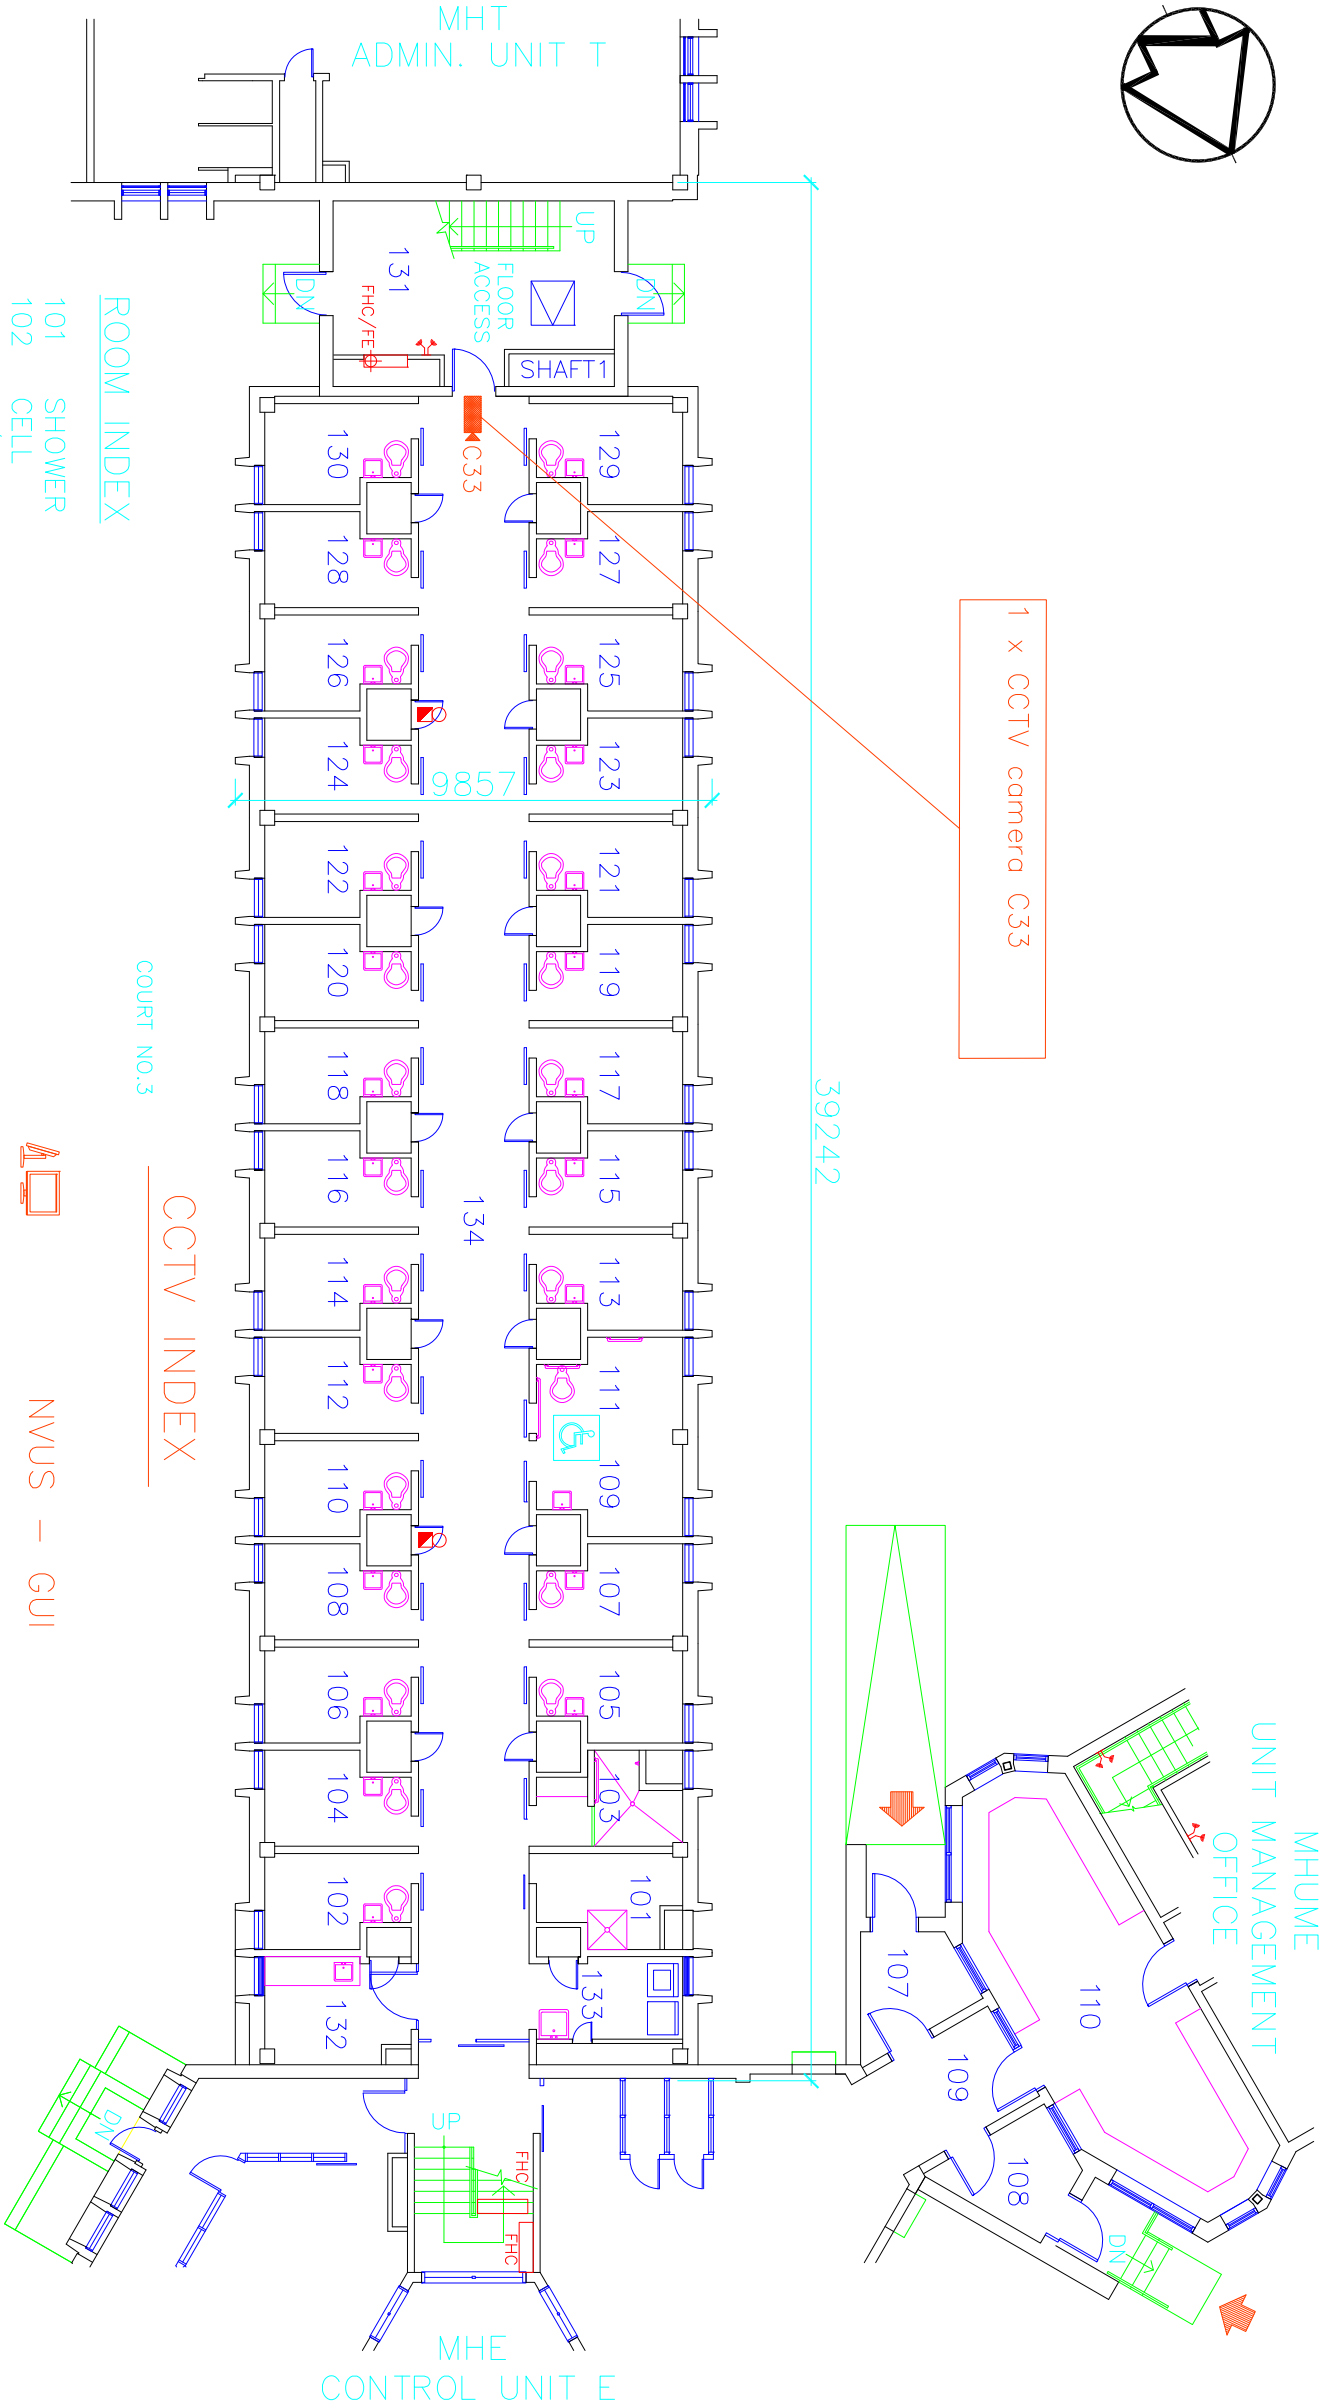 MHT
ADMIN. UNIT T
UP
DN
DN
131
FLOOR
ACCESS
FHC/FE
SHAFT1
ROOM INDEX
101 SHOWER
102 CELL
C33
130
129
128
127
1 x CCTV camera C33
126
125
124
123
9857
122
121
120
119
COURT NO.3
118
117
39242
116
115
134
CCTV INDEX
NVUS - GUI
114
113
112
111
110
109
108
107
106
105
104
103
102
101
132
133
UNIT MANAGEMENT
OFFICE
MHUME
107
110
109
108
DN
DN
UP
FHC
FHC
MHE
CONTROL UNIT E